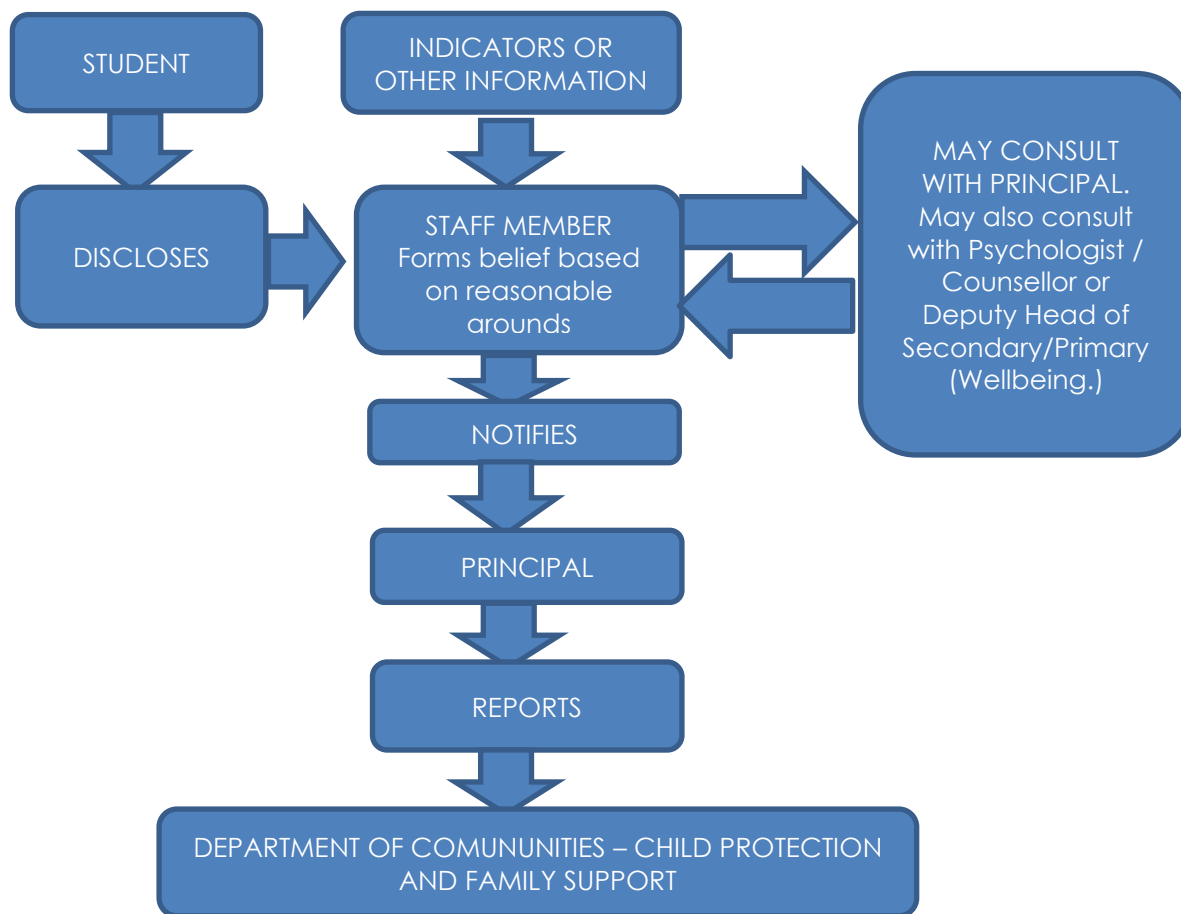 STUDENT
INDICATORS OR
OTHER INFORMATION
DISCLOSES
STAFF MEMBER
Forms belief based
on reasonable
arounds
MAY CONSULT
WITH PRINCIPAL.
May also consult
with Psychologist /
Counsellor or
Deputy Head of
Secondary/Primary
(Wellbeing.)
NOTIFIES
PRINCIPAL
REPORTS
DEPARTMENT OF COMUNUNITIES – CHILD PROTECTION
AND FAMILY SUPPORT